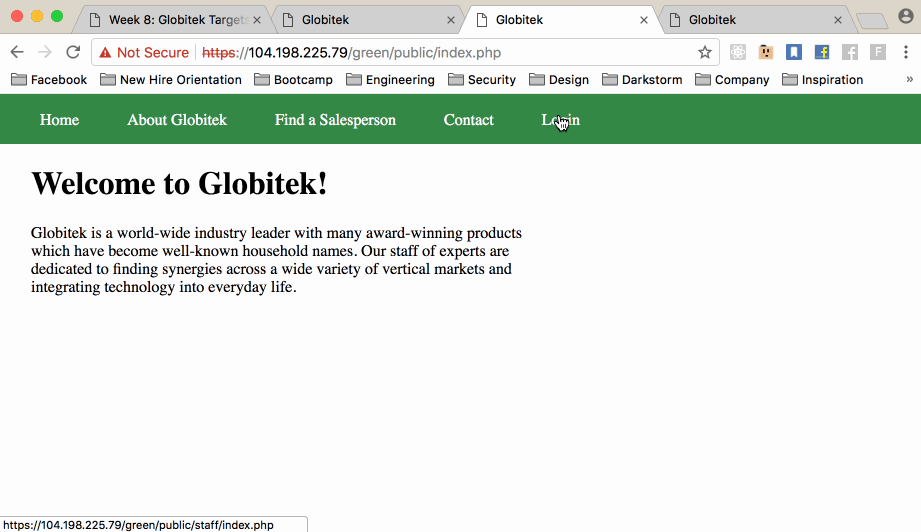 Week 8: Globitek Targets
Globitek
Globitek
Globitek
Not Secure https://104.198.225.79/green/public/index.php
Facebook New Hire Orientation Bootcamp Engineering Security Design Darkstorm Company Inspiration »
Home About Globitek Find a Salesperson Contact Login
Welcome to Globitek!
Globitek is a world-wide industry leader with many award-winning products
which have become well-known household names. Our staff of experts are
dedicated to finding synergies across a wide variety of vertical markets and
integrating technology into everyday life.
https://104.198.225.79/green/public/staff/index.php